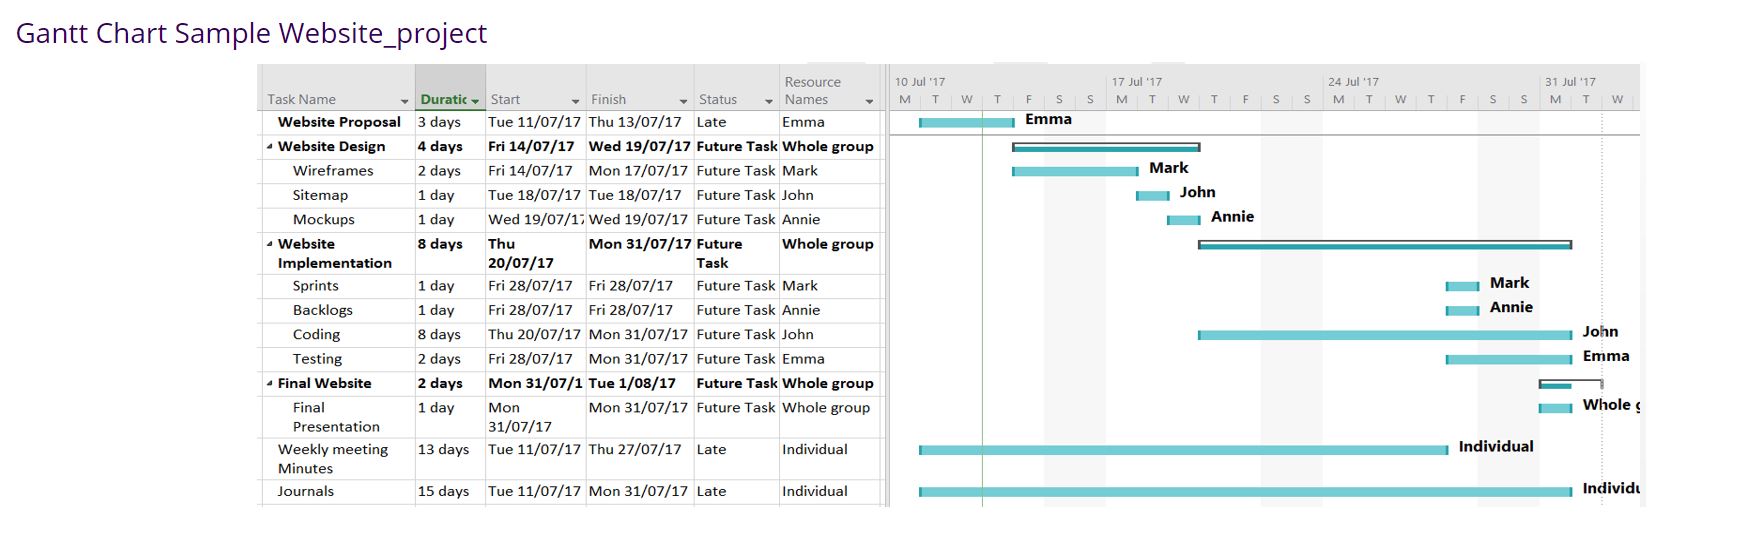 Gantt Chart Sample Website_project
Task Name Duratic Start Finish Status Resource Names
10 Jul '17 17 Jul '17 24 Jul '17 31 Jul '17
M T W T F S S M T W T F S S M T W T F S S M T W
Website Proposal 3 days Tue 11/07/17 Thu 13/07/17 Late Emma Emma
Website Design 4 days Fri 14/07/17 Wed 19/07/17 Future Task Whole group
Wireframes 2 days Fri 14/07/17 Mon 17/07/17 Future Task Mark Mark
Sitemap 1 day Tue 18/07/17 Tue 18/07/17 Future Task John John
Mockups 1 day Wed 19/07/17 Wed 19/07/17 Future Task Annie Annie
Website Implementation 8 days Thu 20/07/17 Mon 31/07/17 Future Task Whole group
Sprints 1 day Fri 28/07/17 Fri 28/07/17 Future Task Mark Mark
Backlogs 1 day Fri 28/07/17 Fri 28/07/17 Future Task Annie Annie
Coding 8 days Thu 20/07/17 Mon 31/07/17 Future Task John John
Testing 2 days Fri 28/07/17 Mon 31/07/17 Future Task Emma Emma
Final Website 2 days Mon 31/07/1 Tue 1/08/17 Future Task Whole group
Final Presentation 1 day Mon 31/07/17 Mon 31/07/17 Future Task Whole group Whole g
Weekly meeting Minutes 13 days Tue 11/07/17 Thu 27/07/17 Late Individual Individual
Journals 15 days Tue 11/07/17 Mon 31/07/17 Late Individual Individu